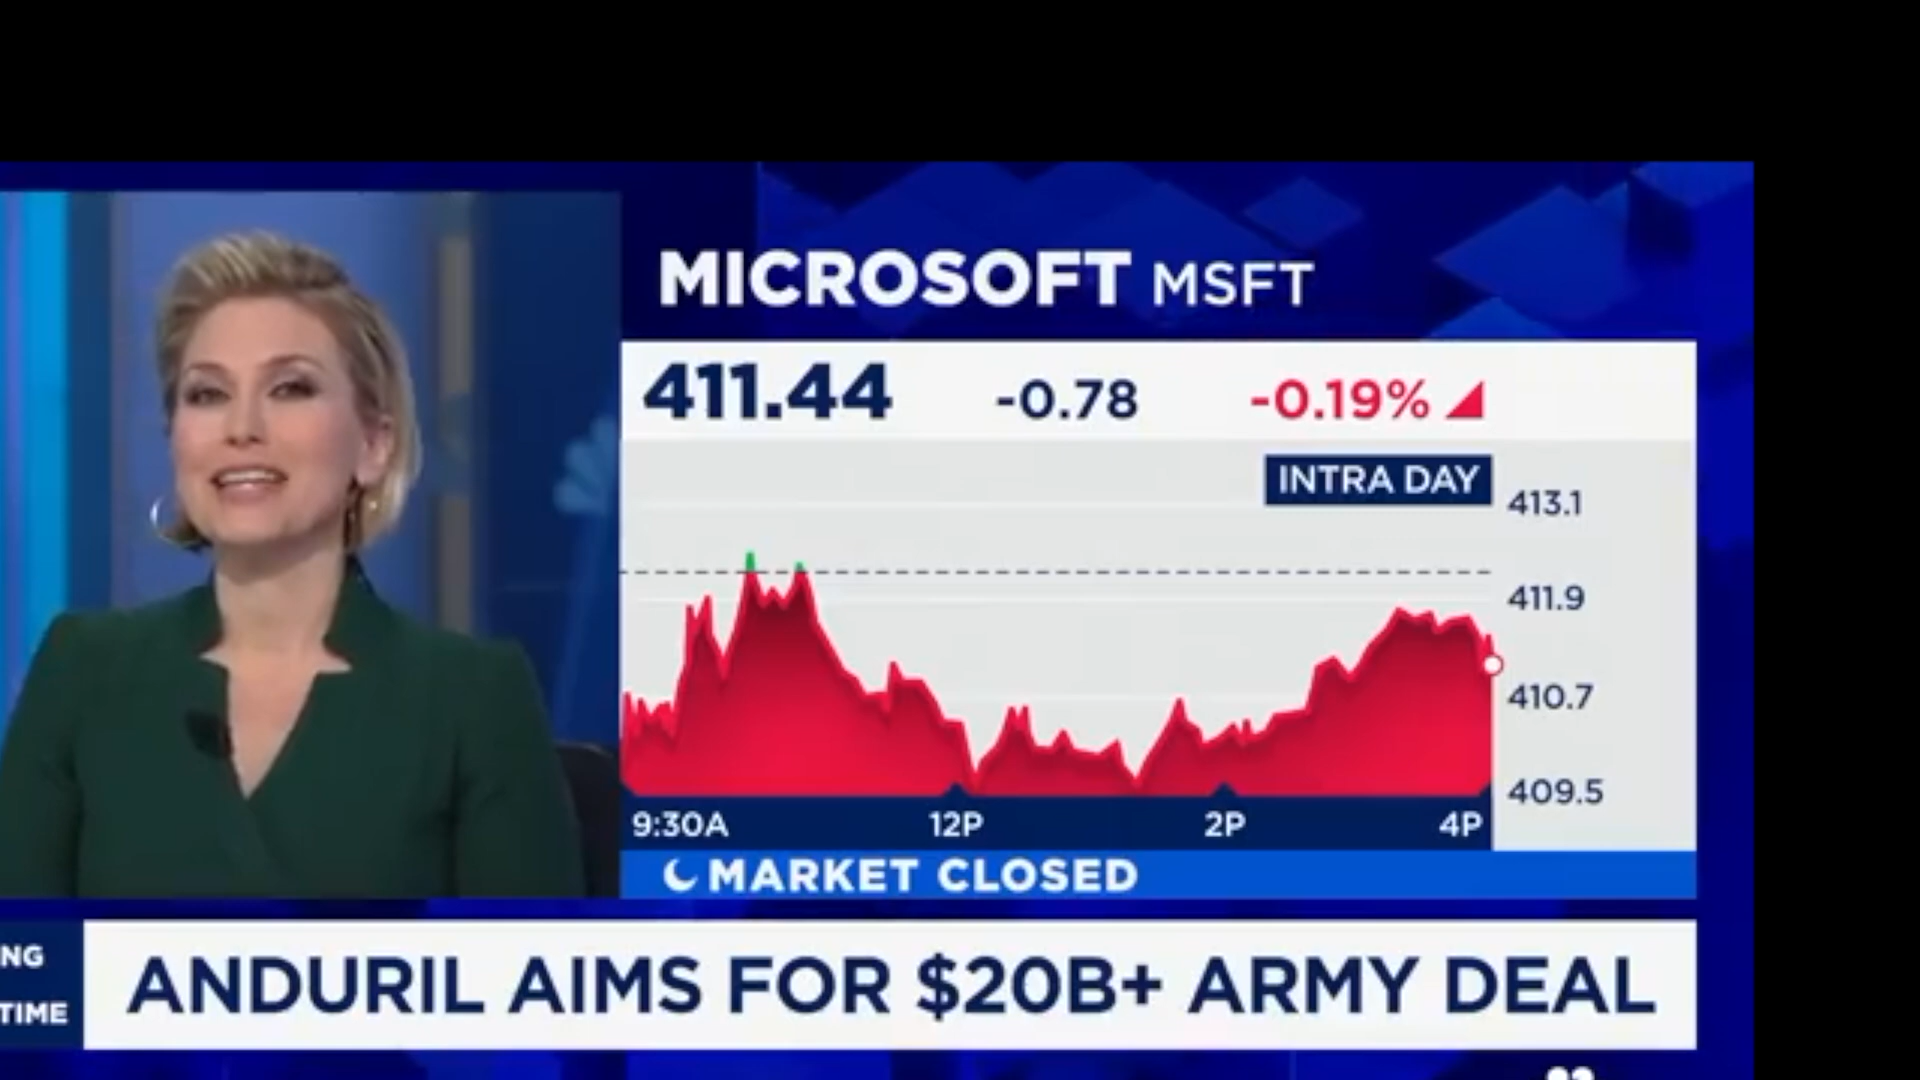 MICROSOFT MSFT
411.44 -0.78 -0.19%
INTRA DAY
413.1
411.9
410.7
409.5
9:30A 12P 2P 4P
MARKET CLOSED
NG
TIME
ANDURIL AIMS FOR $20B+ ARMY DEAL